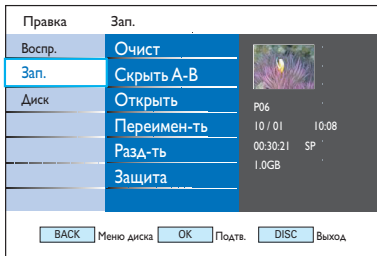 Правка Зап.
Воспр.
Зап.
Диск
Очист
Скрыть A-B
Открыть
Переимен-ть
Разд-ть
Защита
P06
10 / 01 10:08
00:30:21 SP
1.0GB
BACK Меню диска OK Подтв. DISC Выход